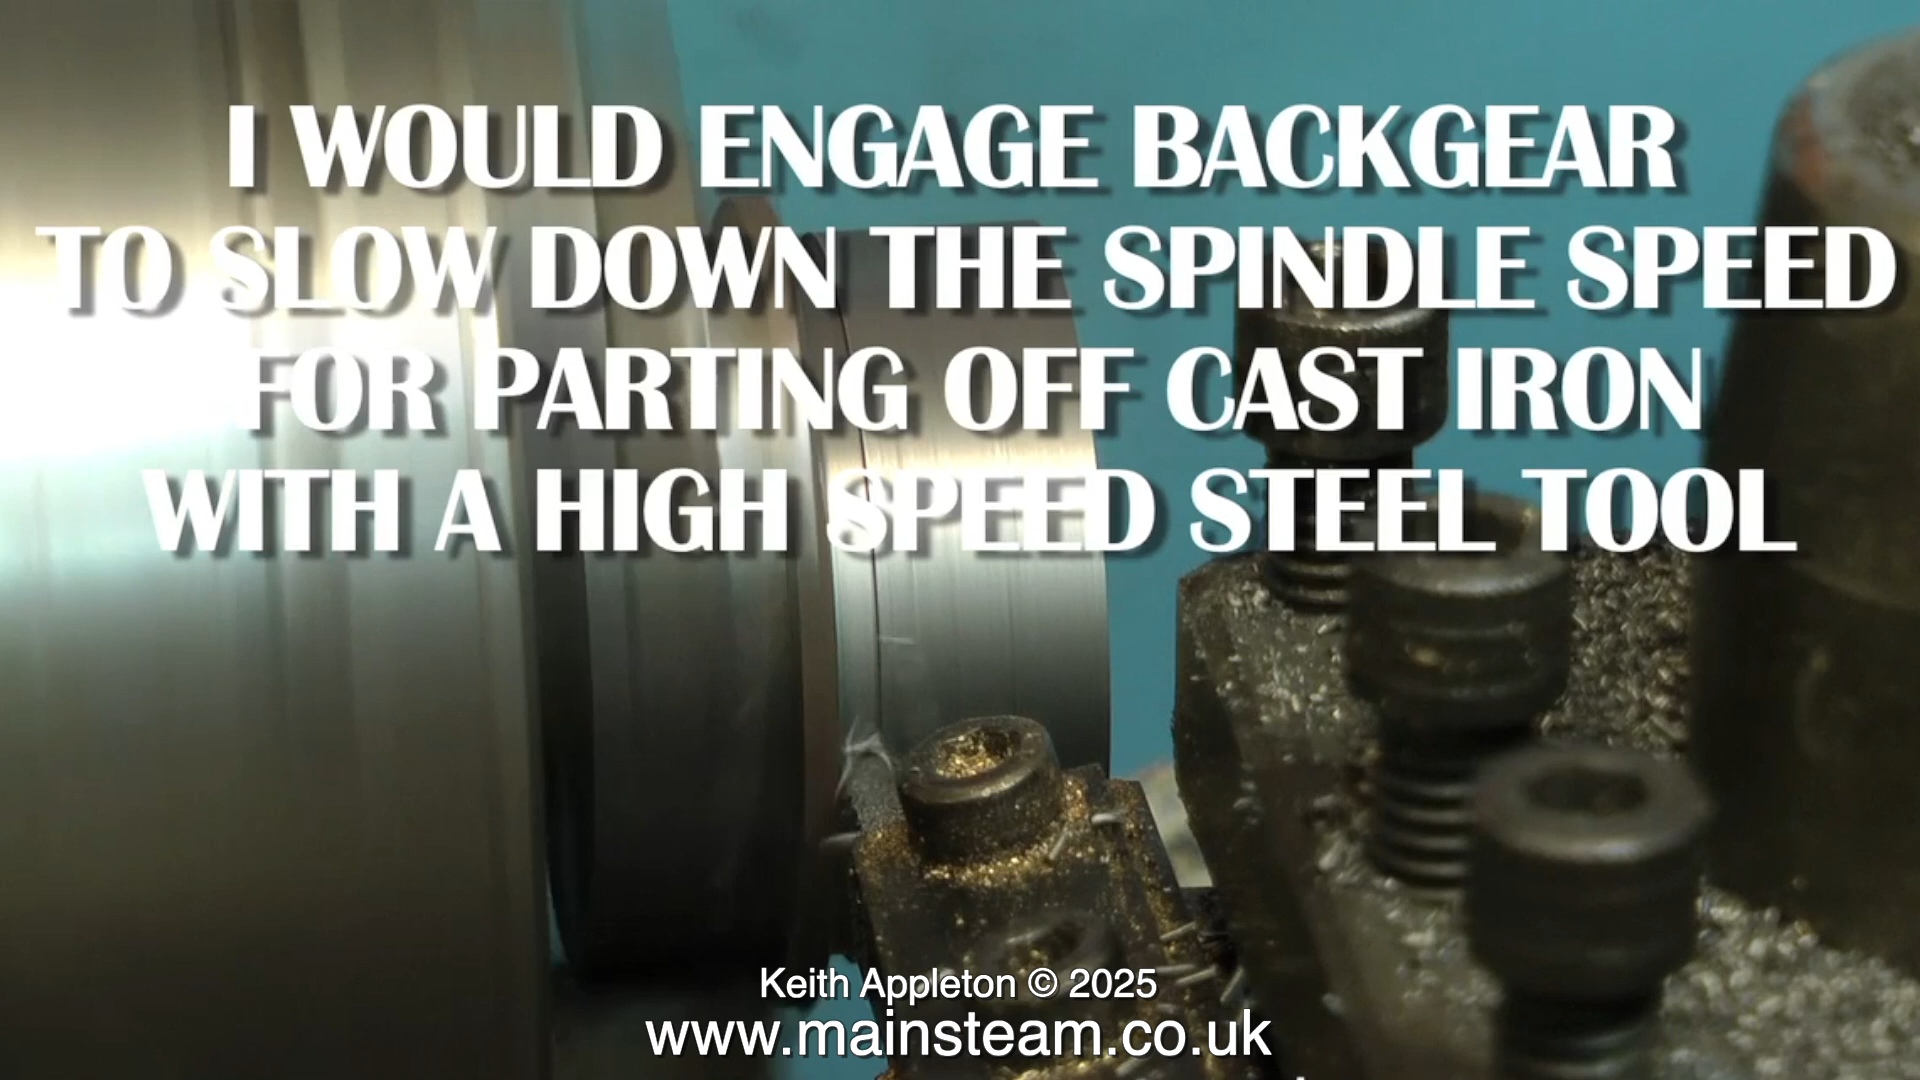 I WOULD ENGAGE BACKGEAR
TO SLOW DOWN THE SPINDLE SPEED
FOR PARTING OFF CAST IRON
WITH A HIGH SPEED STEEL TOOL
Keith Appleton © 2025
www.mainsteam.co.uk